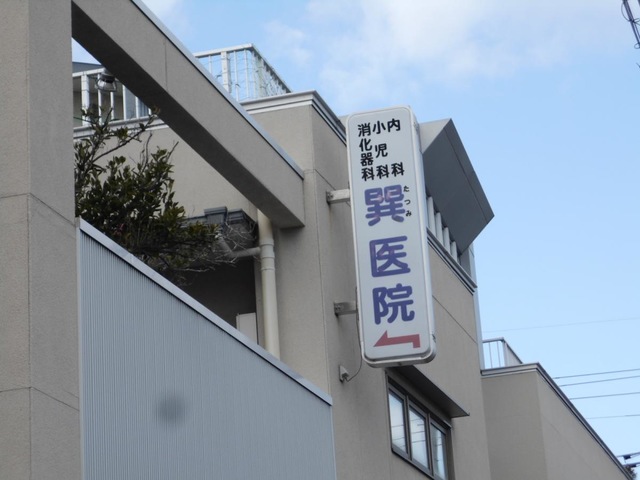 内科
小児科
消化器科
巽医院
たつみ